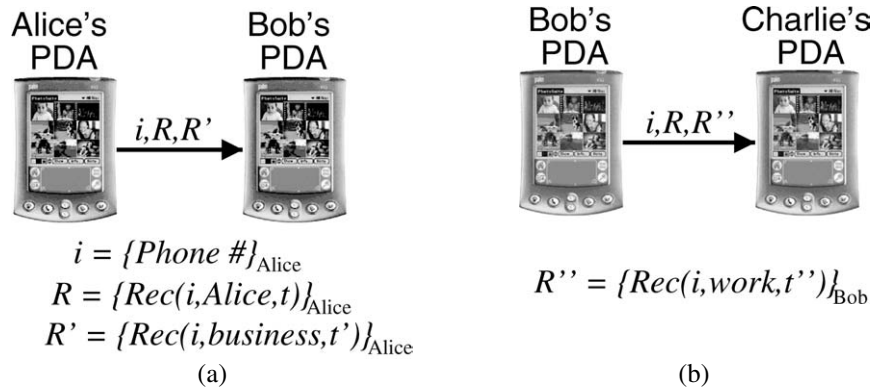 Alice's
PDA
Bob's
PDA
i,R,R'
i = {Phone #}Alice
R = {Rec(i,Alice,t)}Alice
R' = {Rec(i,business,t')}Alice
(a)
Bob's
PDA
Charlie's
PDA
i,R,R''
R'' = {Rec(i,work,t'')}Bob
(b)